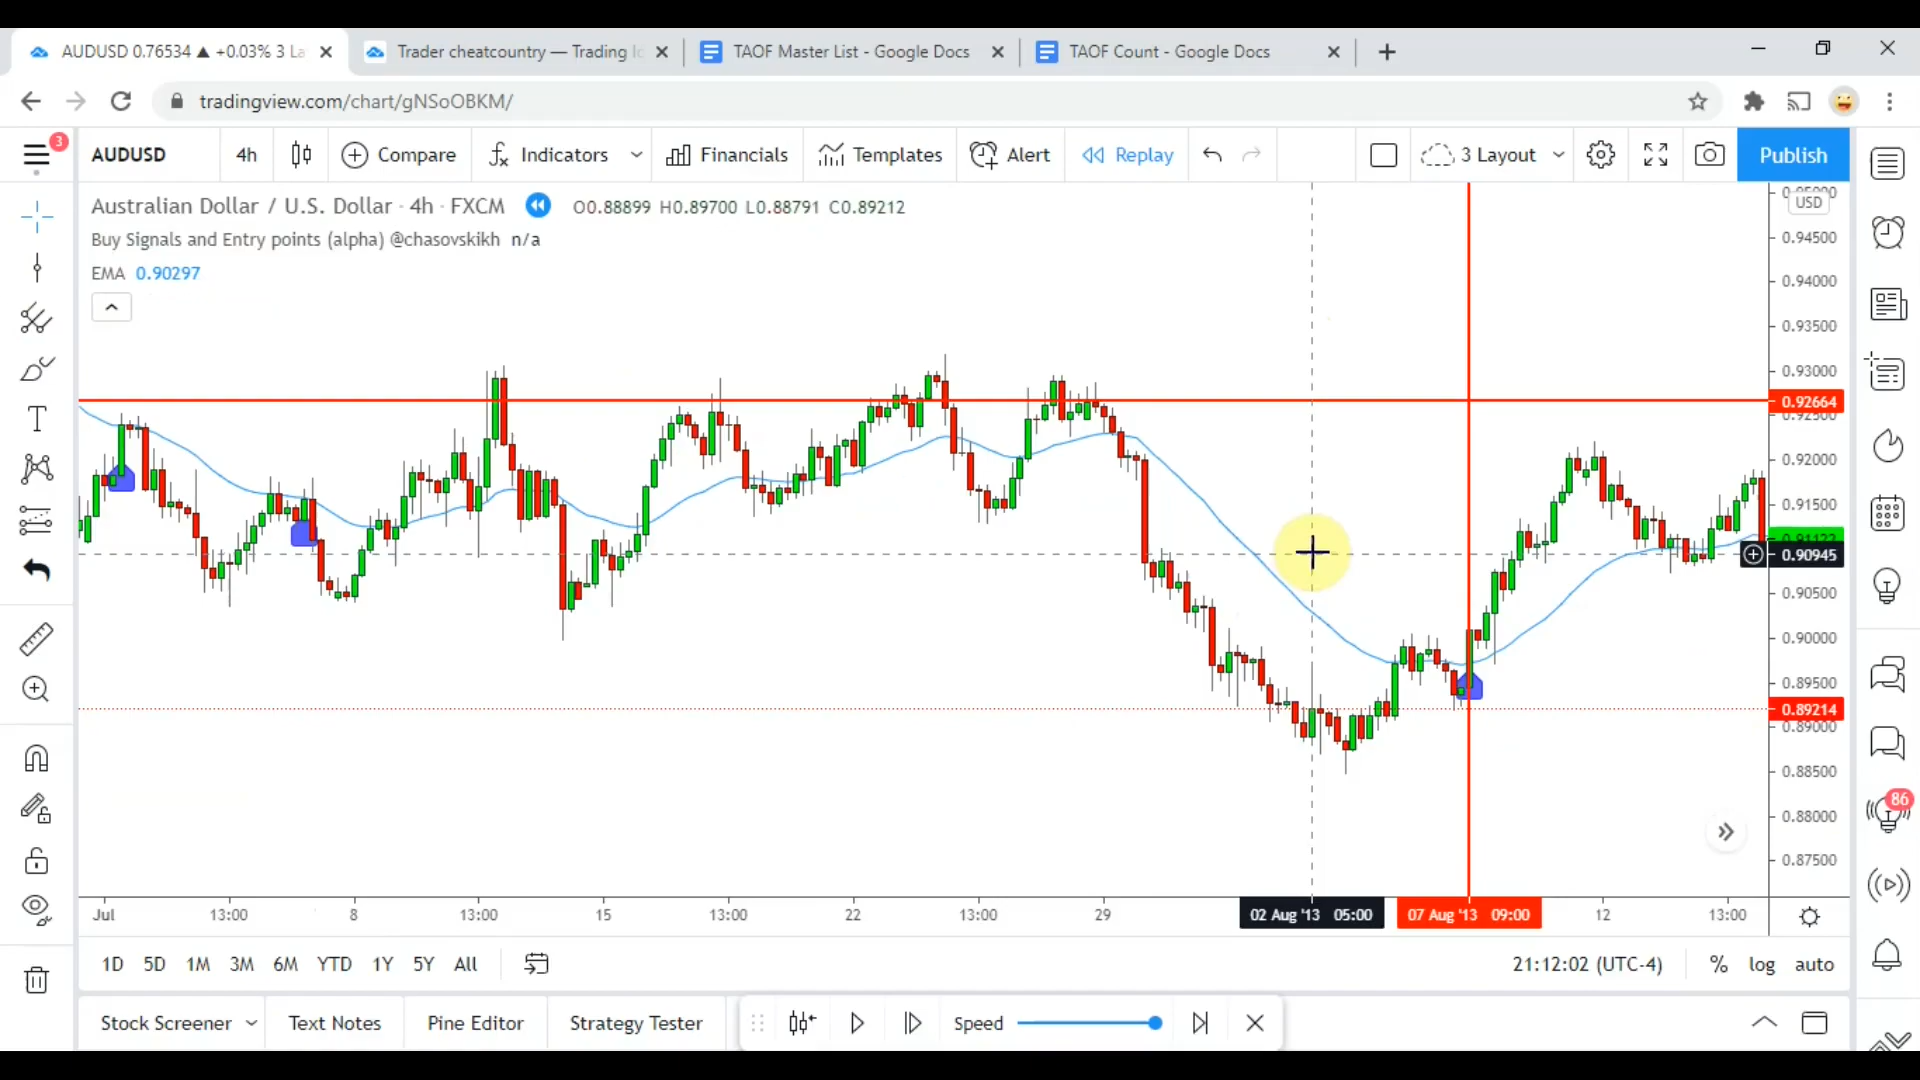 AUDUSD 0.76534 ▲ +0.03% 3 La
Trader cheatcountry — Trading Id
TAOF Master List - Google Docs
TAOF Count - Google Docs
tradingview.com/chart/gNSoOBKM/
3
AUDUSD
4h
Compare
Indicators
Financials
Templates
Alert
Replay
3 Layout
Publish
Australian Dollar / U.S. Dollar · 4h · FXCM
O0.88899 H0.89700 L0.88791 C0.89212
Buy Signals and Entry points (alpha) @chasovskikh n/a
EMA 0.90297
USD
0.94500
0.94000
0.93500
0.93000
0.92664
0.92500
0.92000
0.91500
0.90945
0.90500
0.90000
0.89500
0.89214
0.89000
0.88500
0.88000
0.87500
86
Jul
13:00
8
13:00
15
13:00
22
13:00
29
02 Aug '13 05:00
07 Aug '13 09:00
12
13:00
1D 5D 1M 3M 6M YTD 1Y 5Y All
21:12:02 (UTC-4)
% log auto
Stock Screener
Text Notes
Pine Editor
Strategy Tester
Speed